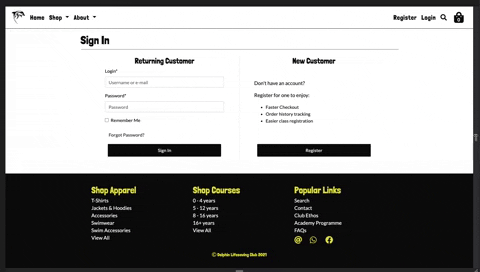 Home Shop About Register Login 0
Sign In
Returning Customer
Login*
Username or e-mail
Password*
Password
Remember Me
Forgot Password?
Sign In
New Customer
Don't have an account?
Register for one to enjoy:
Faster Checkout
Order history tracking
Easier class registration
Register
Shop Apparel
T-Shirts
Jackets & Hoodies
Accessories
Swimwear
Swim Accessories
View All
Shop Courses
0 - 4 years
5 - 12 years
8 - 16 years
16+ years
View All
Popular Links
Search
Contact
Club Ethos
Academy Programme
FAQs
© Dolphin Lifesaving Club 2021